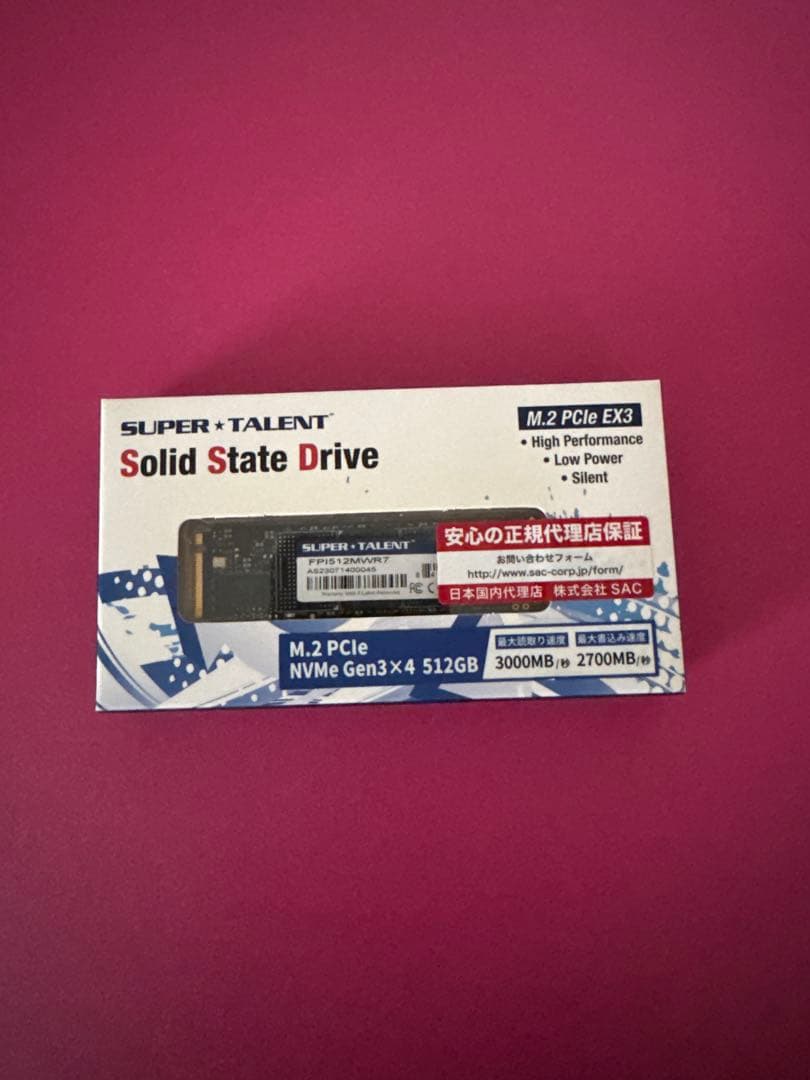 SUPER★TALENT™
Solid State Drive
M.2 PCIe EX3
• High Performance
• Low Power
• Silent
SUPER★TALENT
FPI512MWR7
AS23071400045
安心の正規代理店保証
お問い合わせフォーム
http://www.sac-corp.jp/form/
日本国内代理店 株式会社 SAC
M.2 PCIe
NVMe Gen3×4 512GB
最大読取り速度
3000MB/秒
最大書込み速度
2700MB/秒